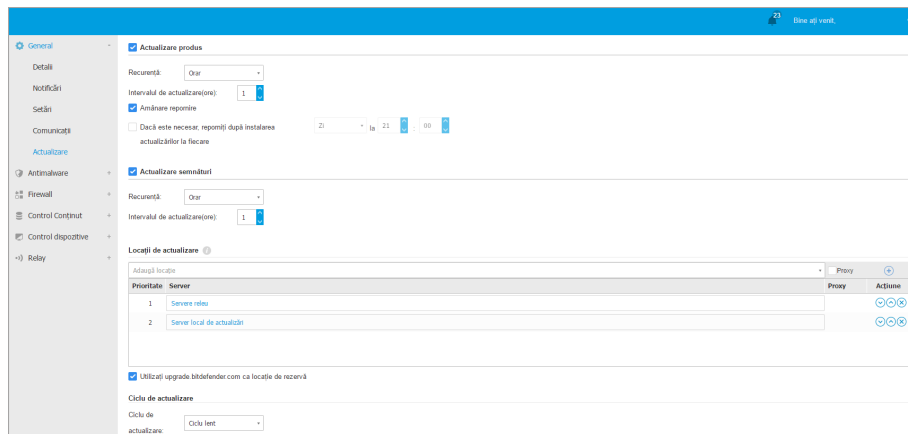 23
Bine ați venit,
General
Detalii
Notificări
Setări
Comunicații
Actualizare
Antimalware
Firewall
Control Conținut
Control dispozitive
Relay
Actualizare produs
Recurență: Orar
Intervalul de actualizare(ore): 1
Amânare repornire
Dacă este necesar, reporniți după instalarea Zi la 21 : 00
actualizărilor la fiecare
Actualizare semnături
Recurență: Orar
Intervalul de actualizare(ore): 1
Locații de actualizare
Adaugă locație Proxy
Prioritate Server Proxy Acțiune
1 Servere releu
2 Server local de actualizări
Utilizați upgrade.bitdefender.com ca locație de rezervă
Ciclu de actualizare
Ciclu de
actualizare: Ciclu lent